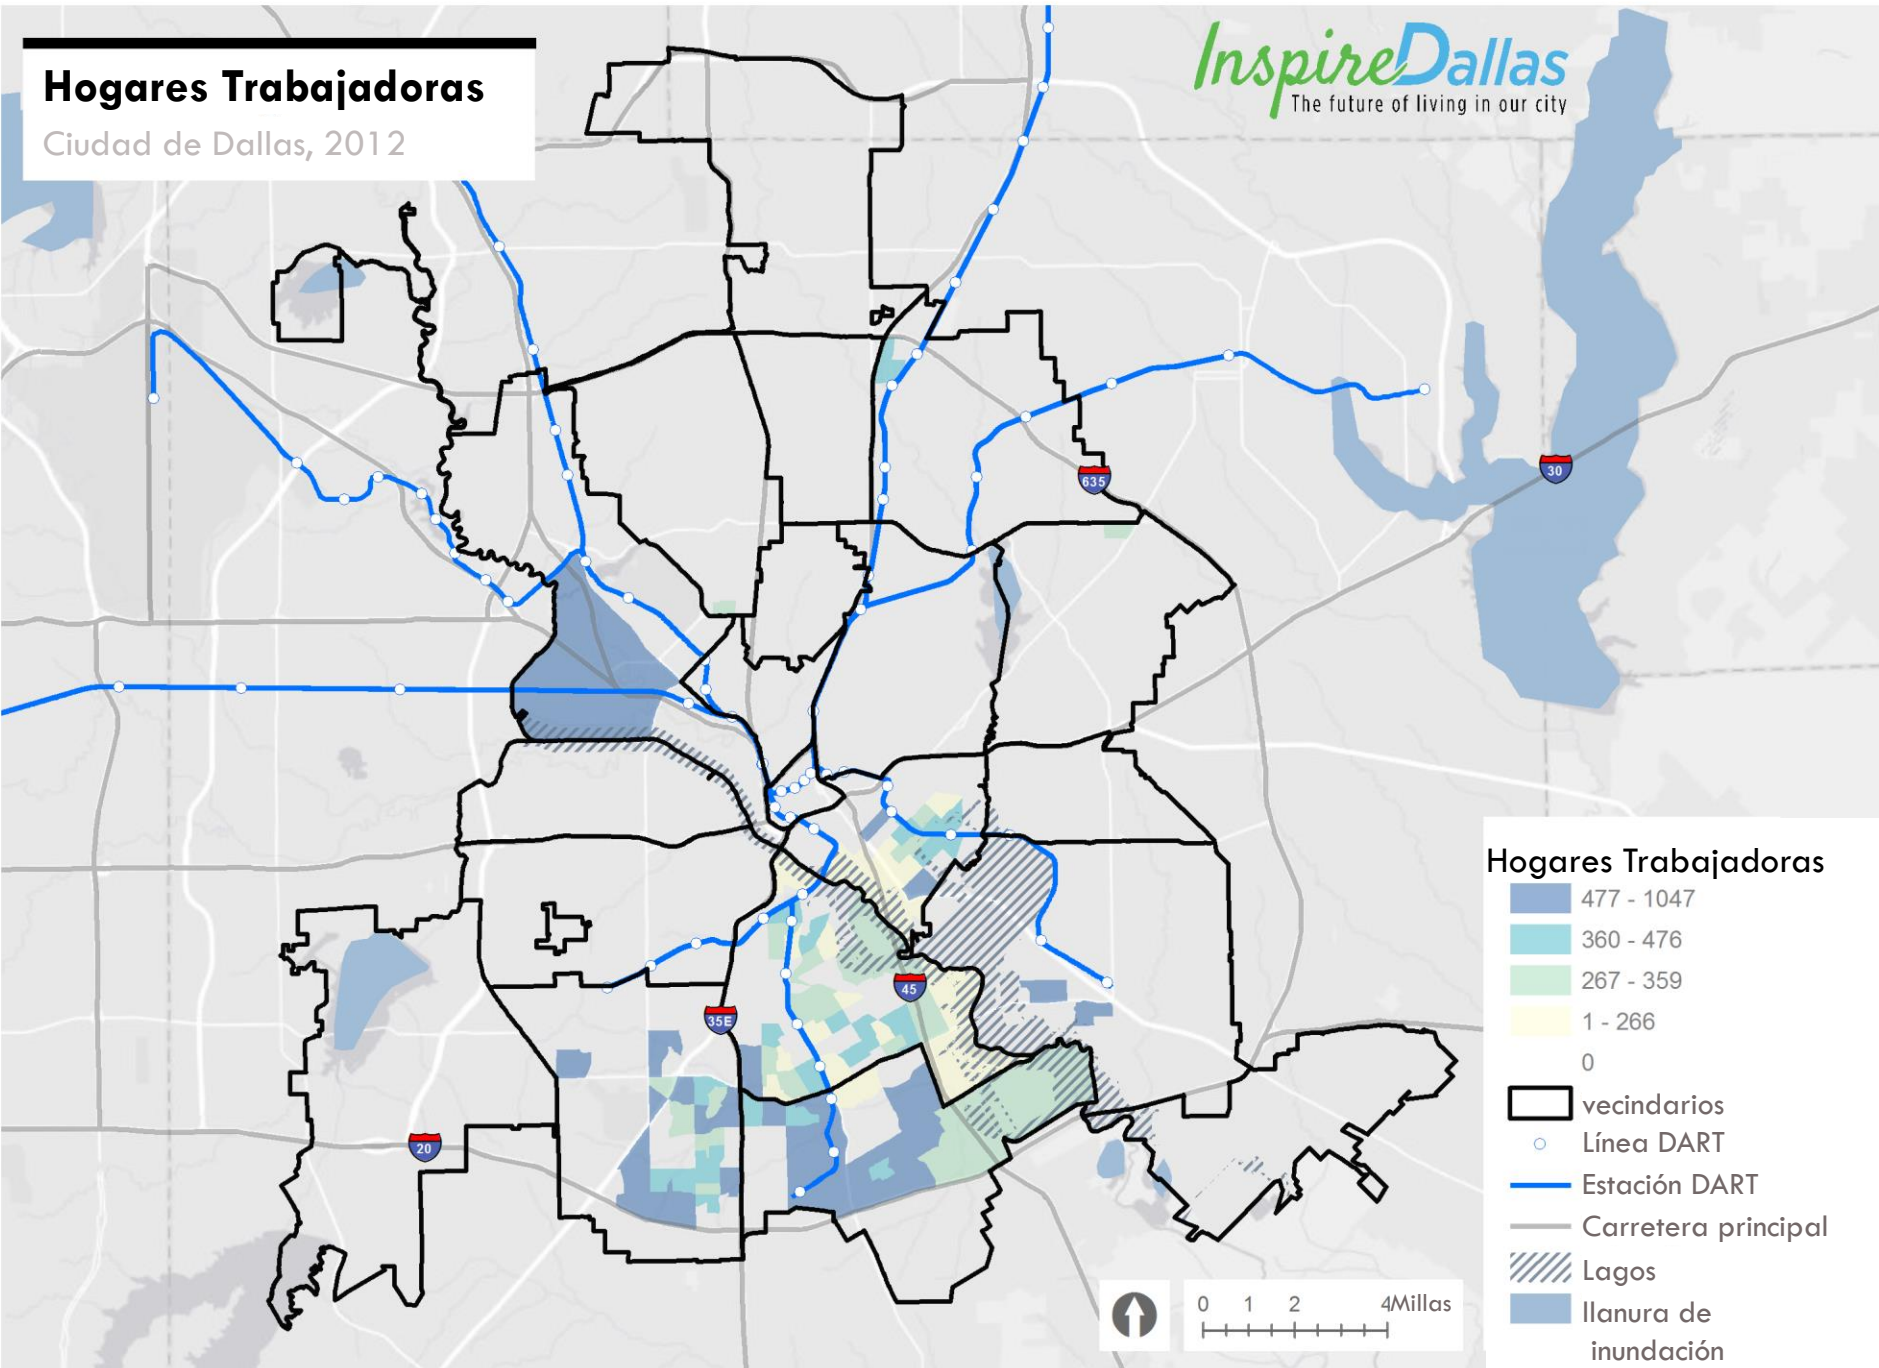 Hogares Trabajadoras
Ciudad de Dallas, 2012
InspireDallas
The future of living in our city
635
30
45
35E
20
Hogares Trabajadoras
477 - 1047
360 - 476
267 - 359
1 - 266
0
vecindarios
Línea DART
Estación DART
Carretera principal
Lagos
llanura de
inundación
0 1 2 4Millas